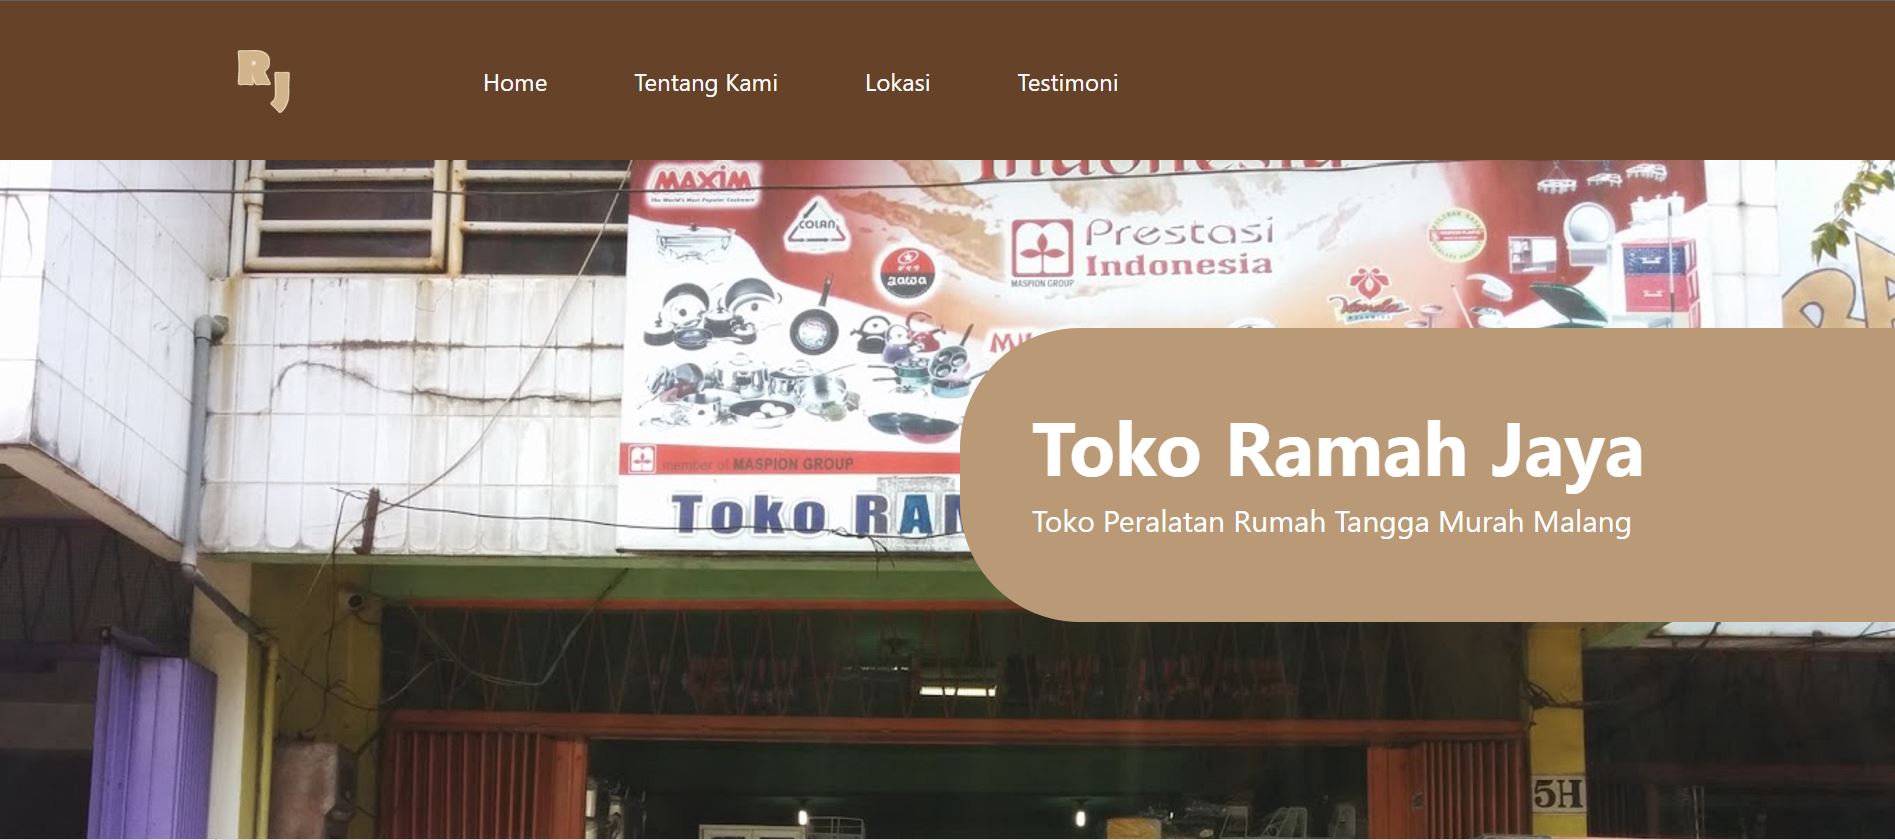 RJ
Home
Tentang Kami
Lokasi
Testimoni
Indonesia
MAXIM
The World's Most Popular Cookware
COLAN
Jawa
Prestasi
Indonesia
MASPION GROUP
member of MASPION GROUP
Toko RAM
Toko Ramah Jaya
Toko Peralatan Rumah Tangga Murah Malang
5H